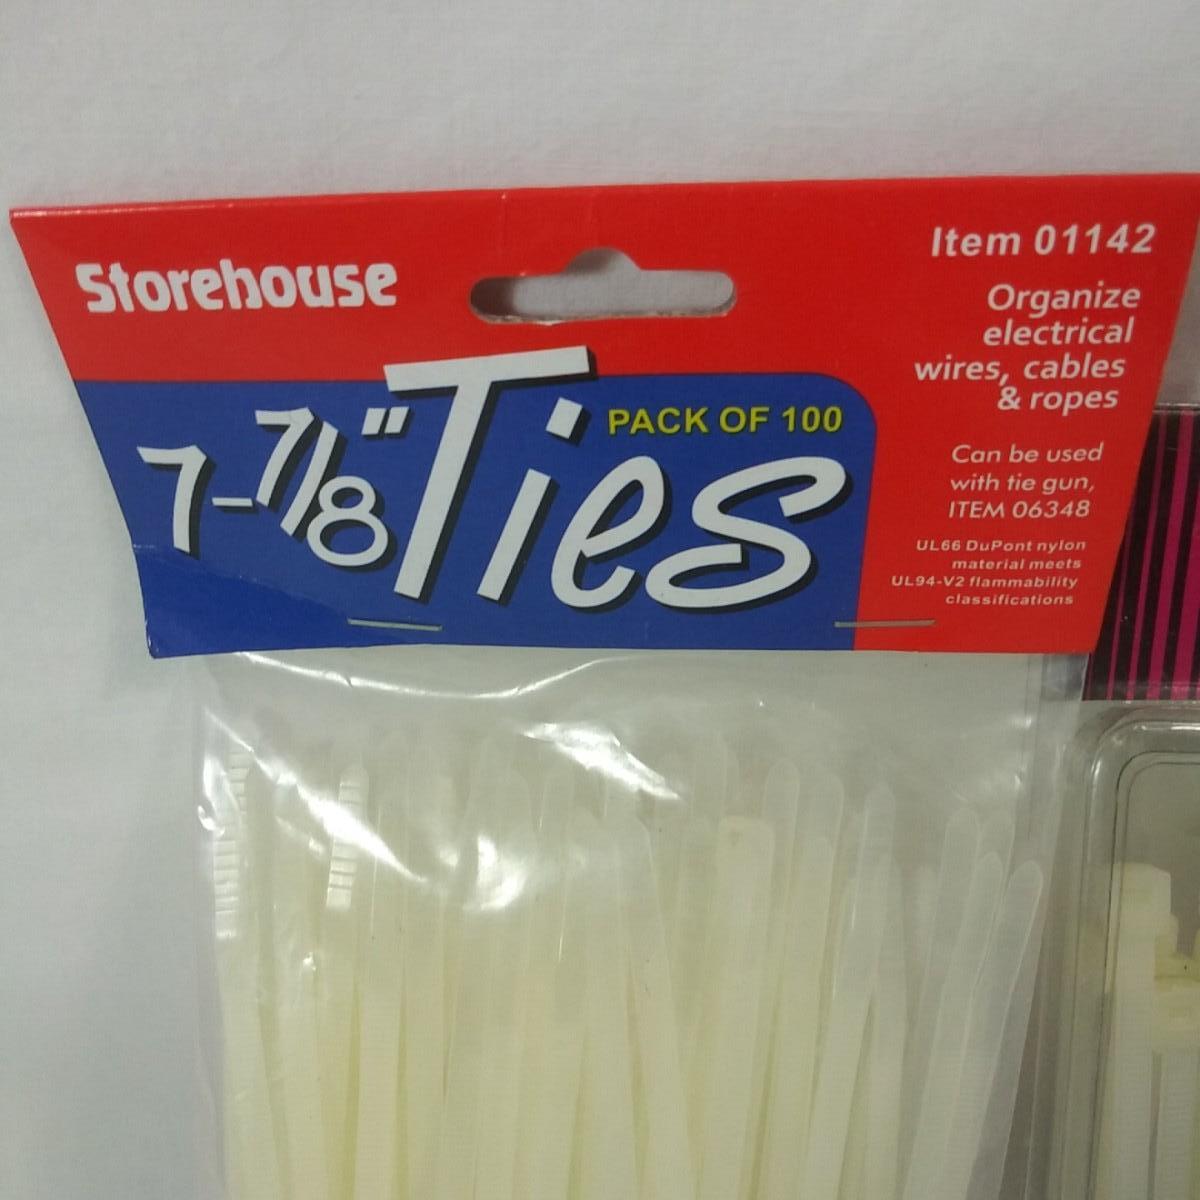 Storehouse
Item 01142
Organize
electrical
wires, cables
& ropes
7-7/8" Ties
PACK OF 100
Can be used
with tie gun,
ITEM 06348
UL66 DuPont nylon
material meets
UL94-V2 flammability
classifications